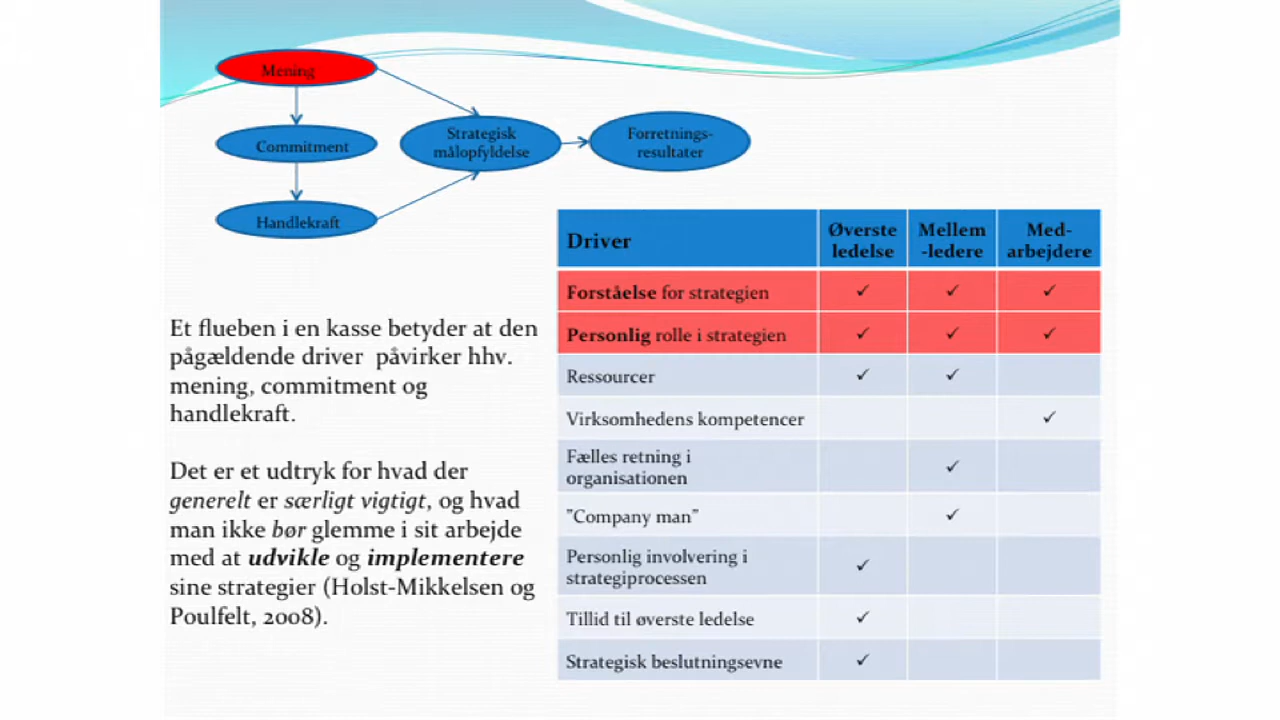 Mening
Commitment
Handlekraft
Strategisk
målopfyldelse
Forretnings-
resultater
Et flueben i en kasse betyder at den
pågældende driver påvirker hhv.
mening, commitment og
handlekraft.
Det er et udtryk for hvad der
generelt er særligt vigtigt, og hvad
man ikke bør glemme i sit arbejde
med at udvikle og implementere
sine strategier (Holst-Mikkelsen og
Poulfelt, 2008).
Driver
Øverste
ledelse
Mellem
-ledere
Med-
arbejdere
Forståelse for strategien ✓ ✓ ✓
Personlig rolle i strategien ✓ ✓ ✓
Ressourcer ✓ ✓
Virksomhedens kompetencer ✓
Fælles retning i
organisationen ✓
"Company man" ✓
Personlig involvering i
strategiprocessen ✓
Tillid til øverste ledelse ✓
Strategisk beslutningsevne ✓